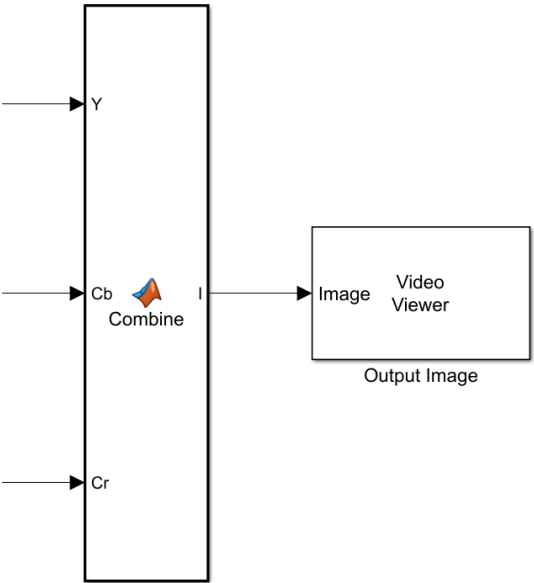 Y
Cb
Combine
I
Cr
Image
Video
Viewer
Output Image